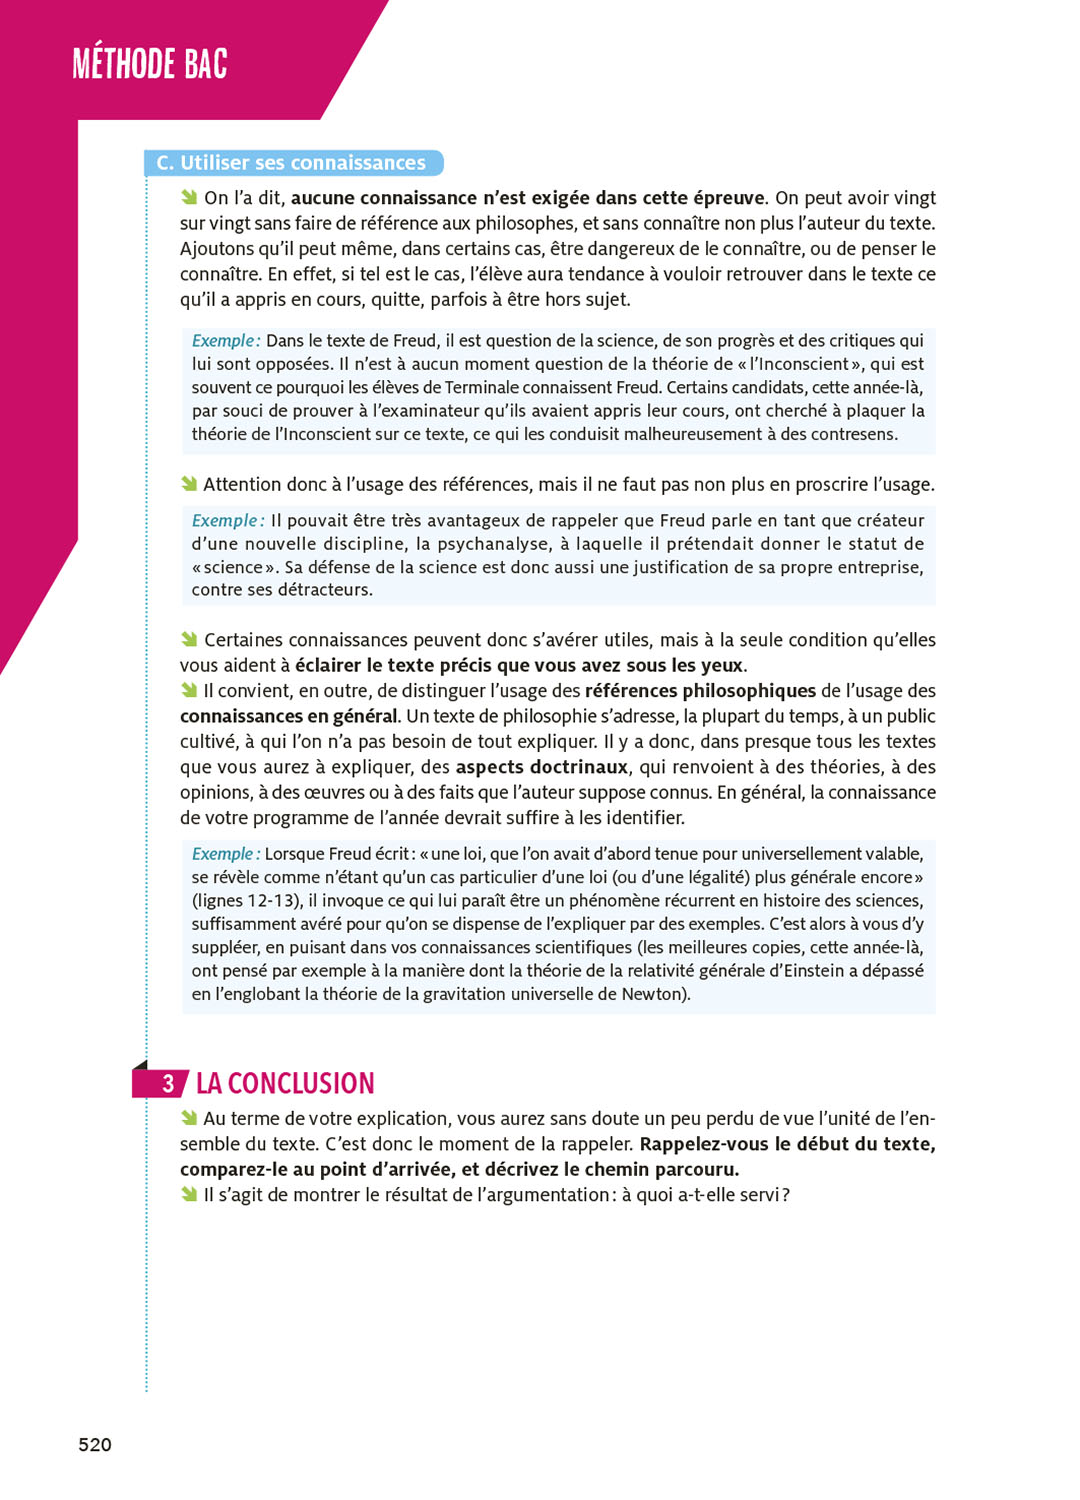 MÉTHODE BAC
C. Utiliser ses connaissances
On l’a dit, aucune connaissance n’est exigée dans cette épreuve. On peut avoir vingt
sur vingt sans faire de référence aux philosophes, et sans connaître non plus l’auteur du texte.
Ajoutons qu’il peut même, dans certains cas, être dangereux de le connaître, ou de penser le
connaître. En effet, si tel est le cas, l’élève aura tendance à vouloir retrouver dans le texte ce
qu’il a appris en cours, quitte, parfois à être hors sujet.
Exemple : Dans le texte de Freud, il est question de la science, de son progrès et des critiques qui
lui sont opposées. Il n’est à aucun moment question de la théorie de « l’Inconscient », qui est
souvent ce pourquoi les élèves de Terminale connaissent Freud. Certains candidats, cette année-là,
par souci de prouver à l’examinateur qu’ils avaient appris leur cours, ont cherché à plaquer la
théorie de l’Inconscient sur ce texte, ce qui les conduisit malheureusement à des contresens.
Attention donc à l’usage des références, mais il ne faut pas non plus en proscrire l’usage.
Exemple : Il pouvait être très avantageux de rappeler que Freud parle en tant que créateur
d’une nouvelle discipline, la psychanalyse, à laquelle il prétendait donner le statut de
« science ». Sa défense de la science est donc aussi une justification de sa propre entreprise,
contre ses détracteurs.
Certaines connaissances peuvent donc s’avérer utiles, mais à la seule condition qu’elles
vous aident à éclairer le texte précis que vous avez sous les yeux.
Il convient, en outre, de distinguer l’usage des références philosophiques de l’usage des
connaissances en général. Un texte de philosophie s’adresse, la plupart du temps, à un public
cultivé, à qui l’on n’a pas besoin de tout expliquer. Il y a donc, dans presque tous les textes
que vous aurez à expliquer, des aspects doctrinaux, qui renvoient à des théories, à des
opinions, à des œuvres ou à des faits que l’auteur suppose connus. En général, la connaissance
de votre programme de l’année devrait suffire à les identifier.
Exemple : Lorsque Freud écrit : « une loi, que l’on avait d’abord tenue pour universellement valable,
se révèle comme n’étant qu’un cas particulier d’une loi (ou d’une légalité) plus générale encore »
(lignes 12-13), il invoque ce qui lui paraît être un phénomène récurrent en histoire des sciences,
suffisamment avéré pour qu’on se dispense de l’expliquer par des exemples. C’est alors à vous d’y
suppléer, en puisant dans vos connaissances scientifiques (les meilleures copies, cette année-là,
ont pensé par exemple à la manière dont la théorie de la relativité générale d’Einstein a dépassé
en l’englobant la théorie de la gravitation universelle de Newton).
3 LA CONCLUSION
Au terme de votre explication, vous aurez sans doute un peu perdu de vue l’unité de l’en-
semble du texte. C’est donc le moment de la rappeler. Rappelez-vous le début du texte,
comparez-le au point d’arrivée, et décrivez le chemin parcouru.
Il s’agit de montrer le résultat de l’argumentation : à quoi a-t-elle servi ?
520